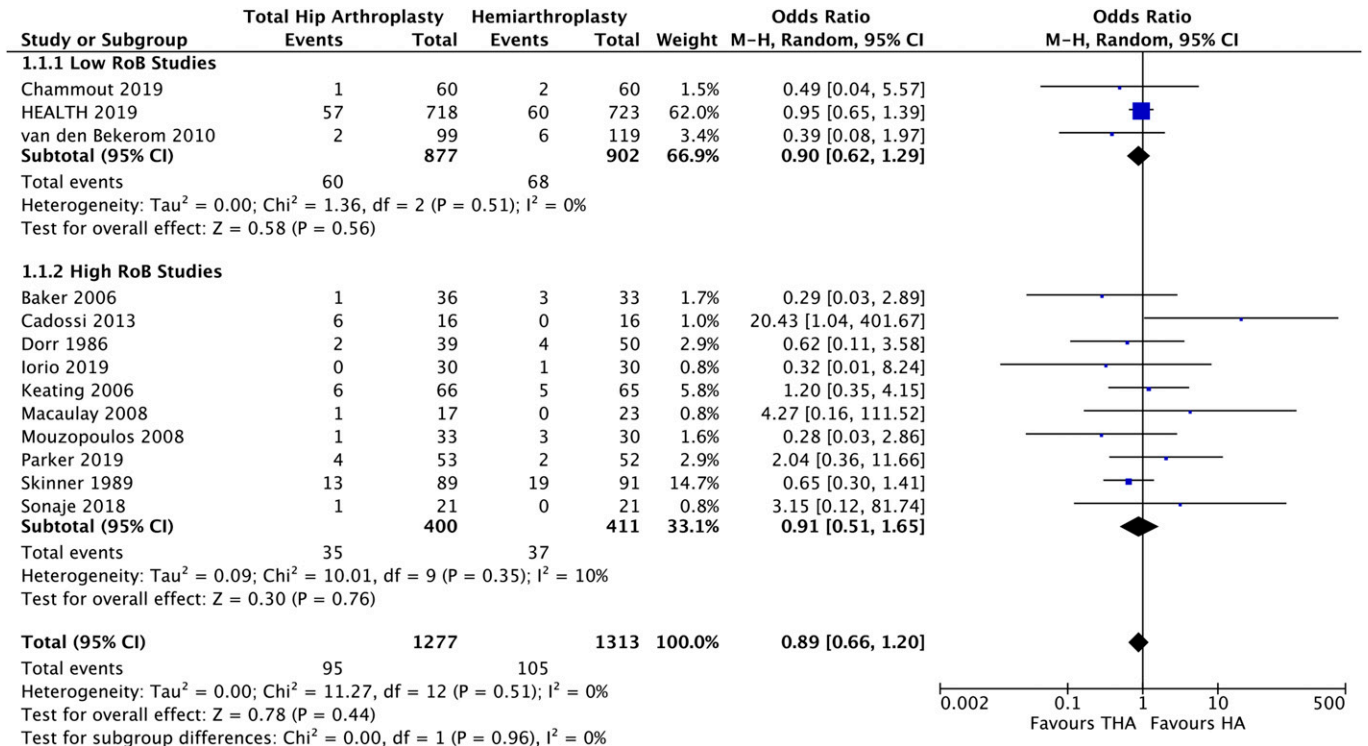 Total Hip Arthroplasty Hemiarthroplasty Odds Ratio Odds Ratio
Study or Subgroup Events Total Events Total Weight M-H, Random, 95% CI M-H, Random, 95% CI
1.1.1 Low RoB Studies
Chammout 2019 1 60 2 60 1.5% 0.49 [0.04, 5.57]
HEALTH 2019 57 718 60 723 62.0% 0.95 [0.65, 1.39]
van den Bekerom 2010 2 99 6 119 3.4% 0.39 [0.08, 1.97]
Subtotal (95% CI) 877 902 66.9% 0.90 [0.62, 1.29]
Total events 60 68
Heterogeneity: Tau² = 0.00; Chi² = 1.36, df = 2 (P = 0.51); I² = 0%
Test for overall effect: Z = 0.58 (P = 0.56)
1.1.2 High RoB Studies
Baker 2006 1 36 3 33 1.7% 0.29 [0.03, 2.89]
Cadossi 2013 6 16 0 16 1.0% 20.43 [1.04, 401.67]
Dorr 1986 2 39 4 50 2.9% 0.62 [0.11, 3.58]
Iorio 2019 0 30 1 30 0.8% 0.32 [0.01, 8.24]
Keating 2006 6 66 5 65 5.8% 1.20 [0.35, 4.15]
Macaulay 2008 1 17 0 23 0.8% 4.27 [0.16, 111.52]
Mouzopoulos 2008 1 33 3 30 1.6% 0.28 [0.03, 2.86]
Parker 2019 4 53 2 52 2.9% 2.04 [0.36, 11.66]
Skinner 1989 13 89 19 91 14.7% 0.65 [0.30, 1.41]
Sonaje 2018 1 21 0 21 0.8% 3.15 [0.12, 81.74]
Subtotal (95% CI) 400 411 33.1% 0.91 [0.51, 1.65]
Total events 35 37
Heterogeneity: Tau² = 0.09; Chi² = 10.01, df = 9 (P = 0.35); I² = 10%
Test for overall effect: Z = 0.30 (P = 0.76)
Total (95% CI) 1277 1313 100.0% 0.89 [0.66, 1.20]
Total events 95 105
Heterogeneity: Tau² = 0.00; Chi² = 11.27, df = 12 (P = 0.51); I² = 0%
Test for overall effect: Z = 0.78 (P = 0.44)
Test for subgroup differences: Chi² = 0.00, df = 1 (P = 0.96), I² = 0%
0.002 0.1 1 10 500
Favours THA Favours HA